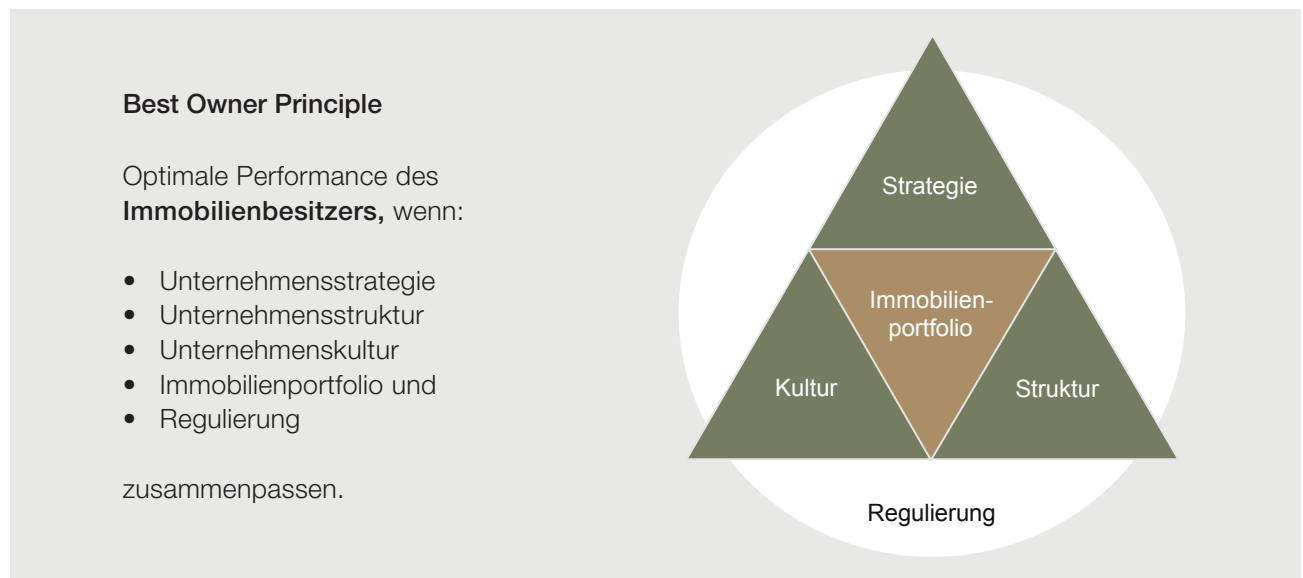 Best Owner Principle
Optimale Performance des
Immobilienbesitzers, wenn:
• Unternehmensstrategie
• Unternehmensstruktur
• Unternehmenskultur
• Immobilienportfolio und
• Regulierung
zusammenpassen.
Strategie
Immobilien-
portfolio
Kultur
Struktur
Regulierung